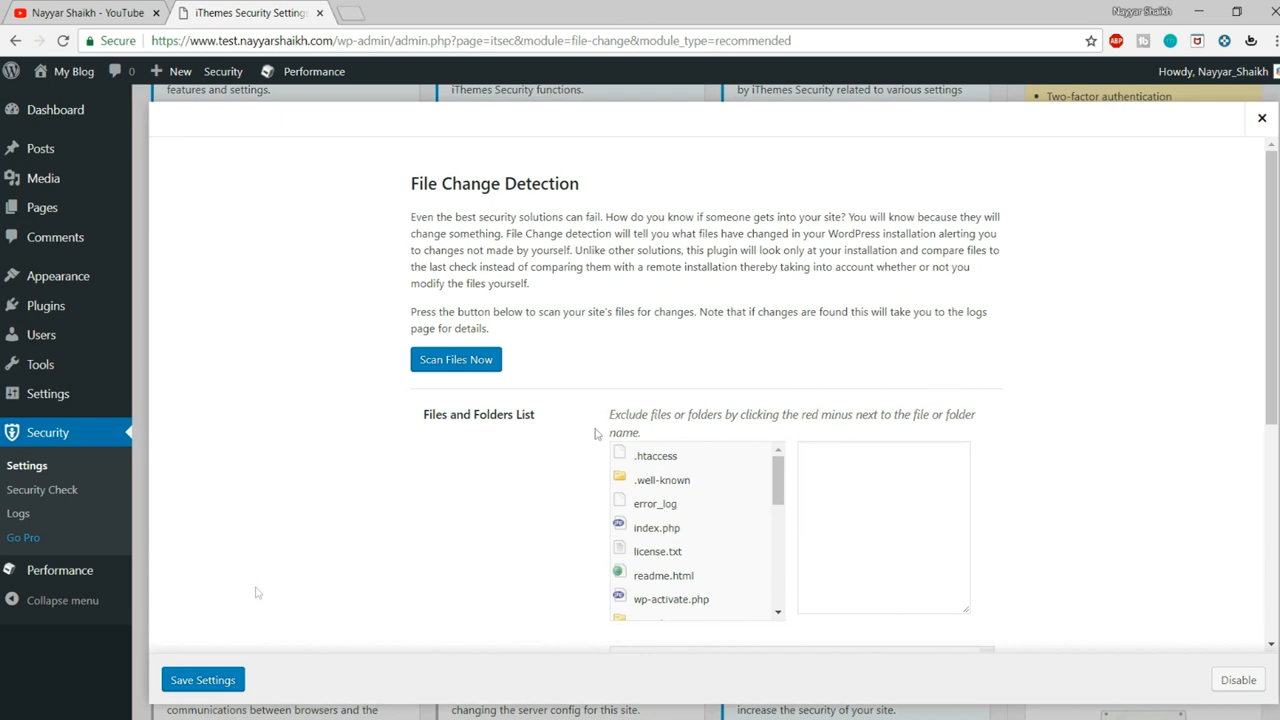 Nayyar Shaikh - YouTube
iThemes Security Setting
Nayyar Shaikh
Secure
https://www.test.nayyarshaikh.com/wp-admin/admin.php?page=itsec&module=file-change&module_type=recommended
ABP
My Blog
0
New
Security
Performance
Howdy, Nayyar_Shaikh
features and settings.
iThemes Security functions.
by iThemes Security related to various settings
• Two-factor authentication
Dashboard
Posts
Media
Pages
Comments
Appearance
Plugins
Users
Tools
Settings
Security
Settings
Security Check
Logs
Go Pro
Performance
Collapse menu
File Change Detection
Even the best security solutions can fail. How do you know if someone gets into your site? You will know because they will
change something. File Change detection will tell you what files have changed in your WordPress installation alerting you
to changes not made by yourself. Unlike other solutions, this plugin will look only at your installation and compare files to
the last check instead of comparing them with a remote installation thereby taking into account whether or not you
modify the files yourself.
Press the button below to scan your site's files for changes. Note that if changes are found this will take you to the logs
page for details.
Scan Files Now
Files and Folders List
Exclude files or folders by clicking the red minus next to the file or folder
name.
.htaccess
.well-known
error_log
index.php
license.txt
readme.html
wp-activate.php
Save Settings
Disable
communications between browsers and the
changing the server config for this site.
increase the security of your site.